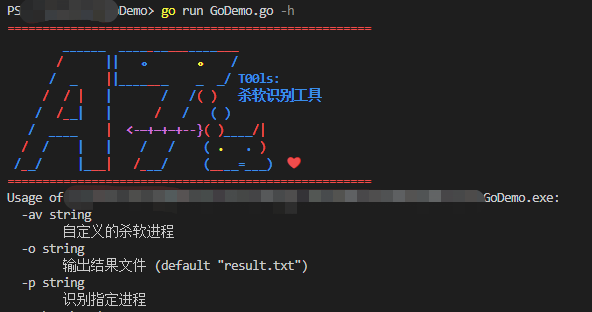 PS Demo> go run GoDemo.go -h
T00ls:
杀软识别工具
Usage of GoDemo.exe:
-av string
自定义的杀软进程
-o string
输出结果文件 (default "result.txt")
-p string
识别指定进程